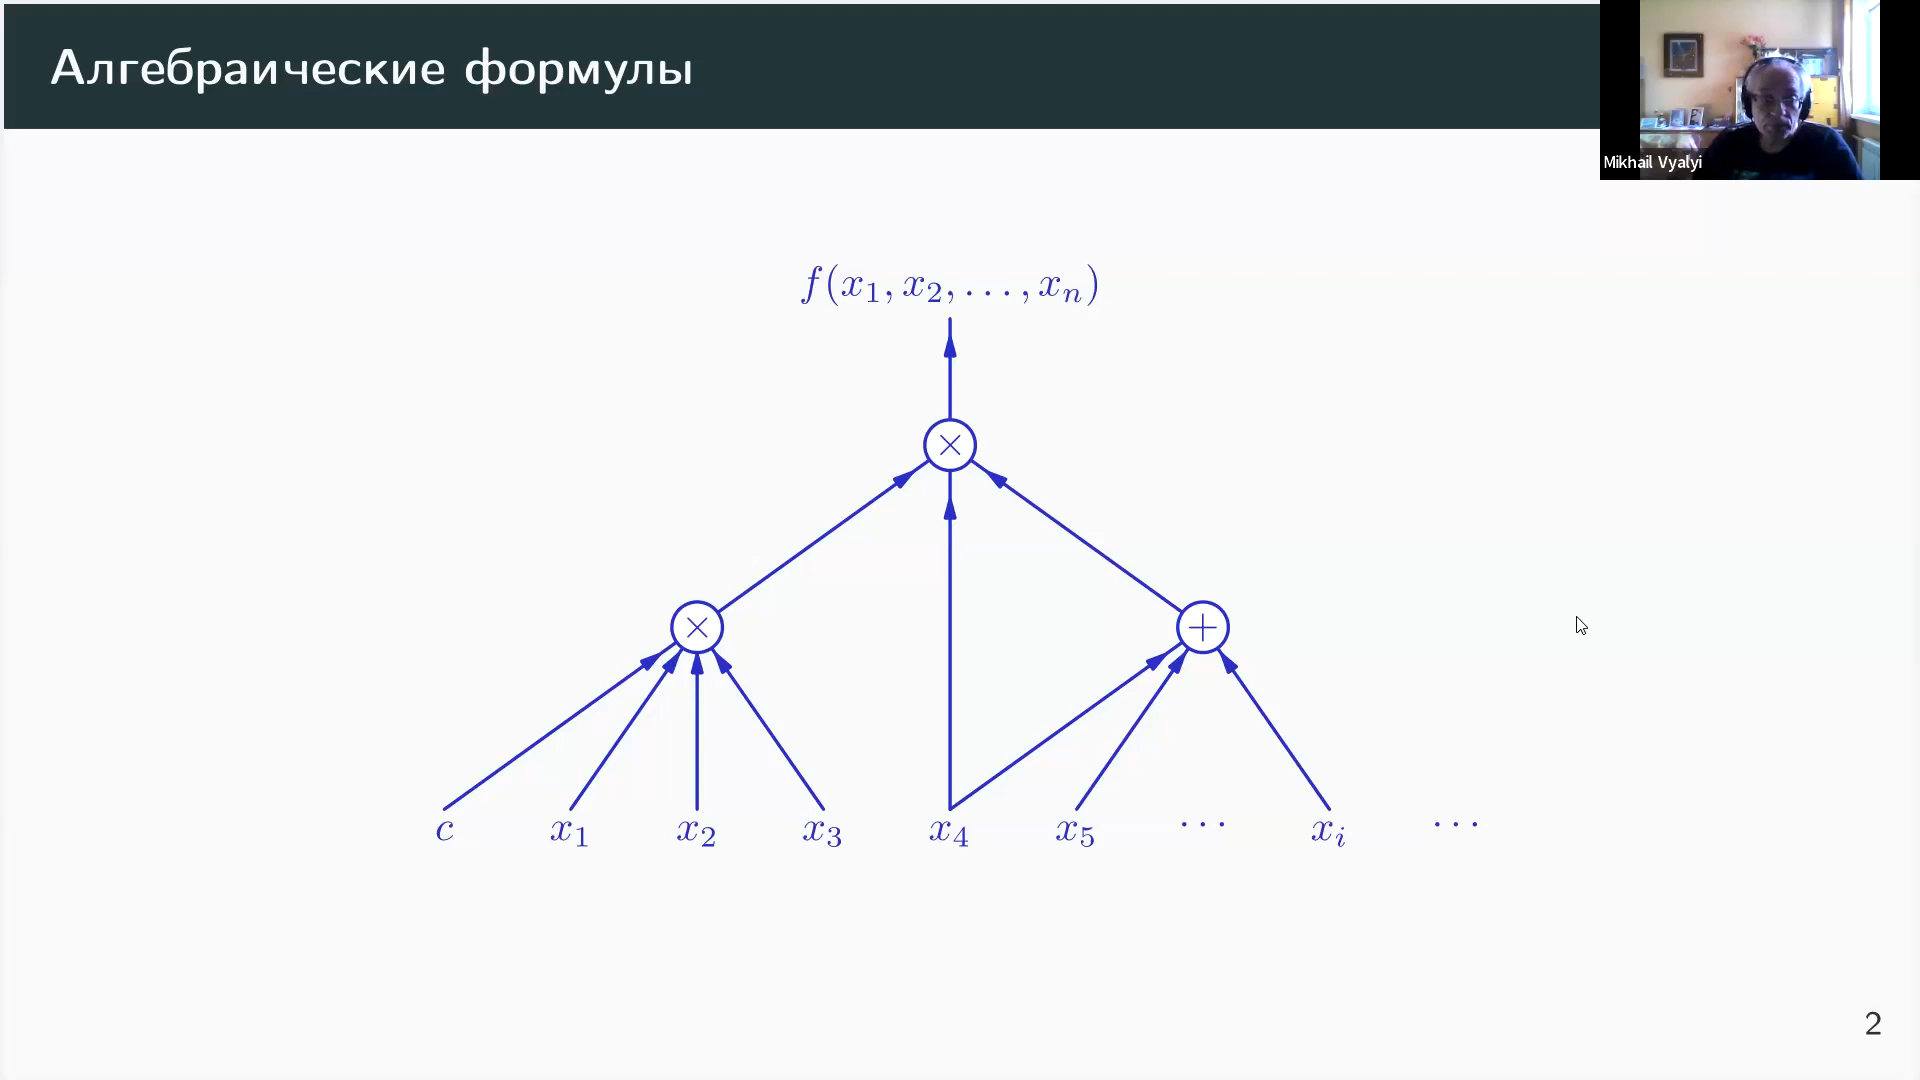 Алгебраические формулы
Mikhail Vyalyi
f(x₁, x₂, . . . , xₙ)
×
× +
c x₁ x₂ x₃ x₄ x₅ · · · xᵢ · · ·
2